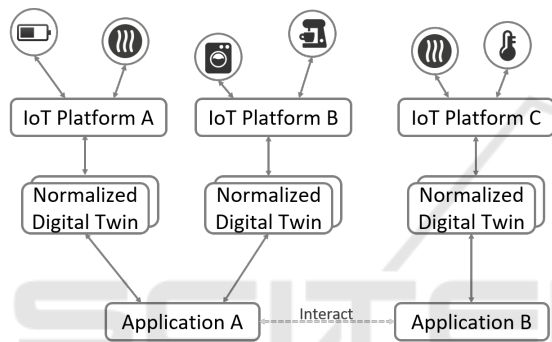 IoT Platform A
IoT Platform B
IoT Platform C
Normalized
Digital Twin
Normalized
Digital Twin
Normalized
Digital Twin
Application A
Interact
Application B